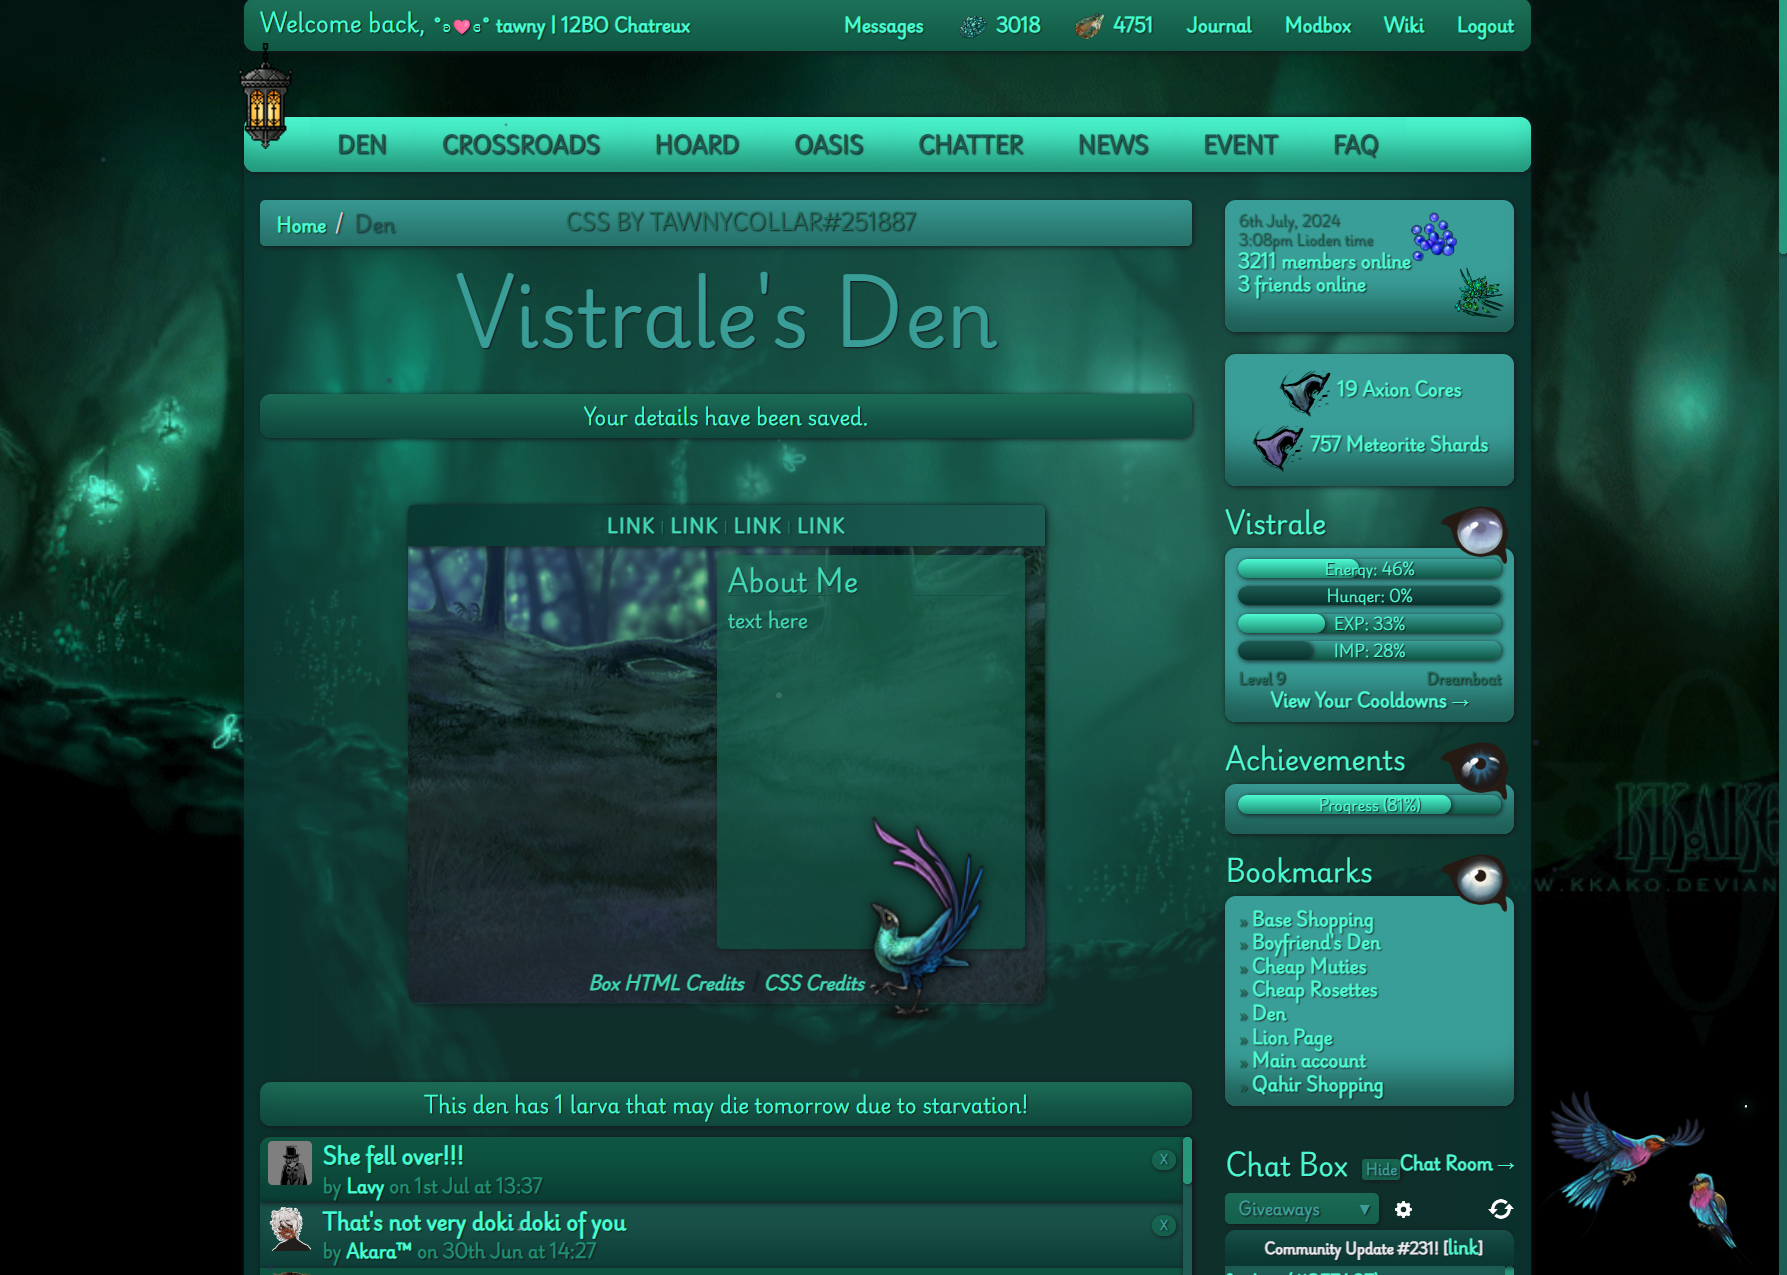 Welcome back, °ʚ💗ɞ° tawny | 12BO Chatreux
Messages 3018 4751 Journal Modbox Wiki Logout
DEN CROSSROADS HOARD OASIS CHATTER NEWS EVENT FAQ
Home / Den CSS BY TAWNYCOLLAR#251887
Vistrale's Den
Your details have been saved.
LINK | LINK | LINK | LINK
About Me
text here
Box HTML Credits CSS Credits
This den has 1 larva that may die tomorrow due to starvation!
She fell over!!! X
by Lavy on 1st Jul at 13:37
That's not very doki doki of you X
by Akara™ on 30th Jun at 14:27
6th July, 2024
3:08pm Lioden time
3211 members online
3 friends online
19 Axion Cores
757 Meteorite Shards
Vistrale
Energy: 46%
Hunger: 0%
EXP: 33%
IMP: 28%
Level 9 Dreamboat
View Your Cooldowns →
Achievements
Progress (81%)
Bookmarks
» Base Shopping
» Boyfriend's Den
» Cheap Muties
» Cheap Rosettes
» Den
» Lion Page
» Main account
» Qahir Shopping
Chat Box Hide Chat Room →
Giveaways ▼
Community Update #231! [link]
KKAKO
WWW.KKAKO.DEVIAN